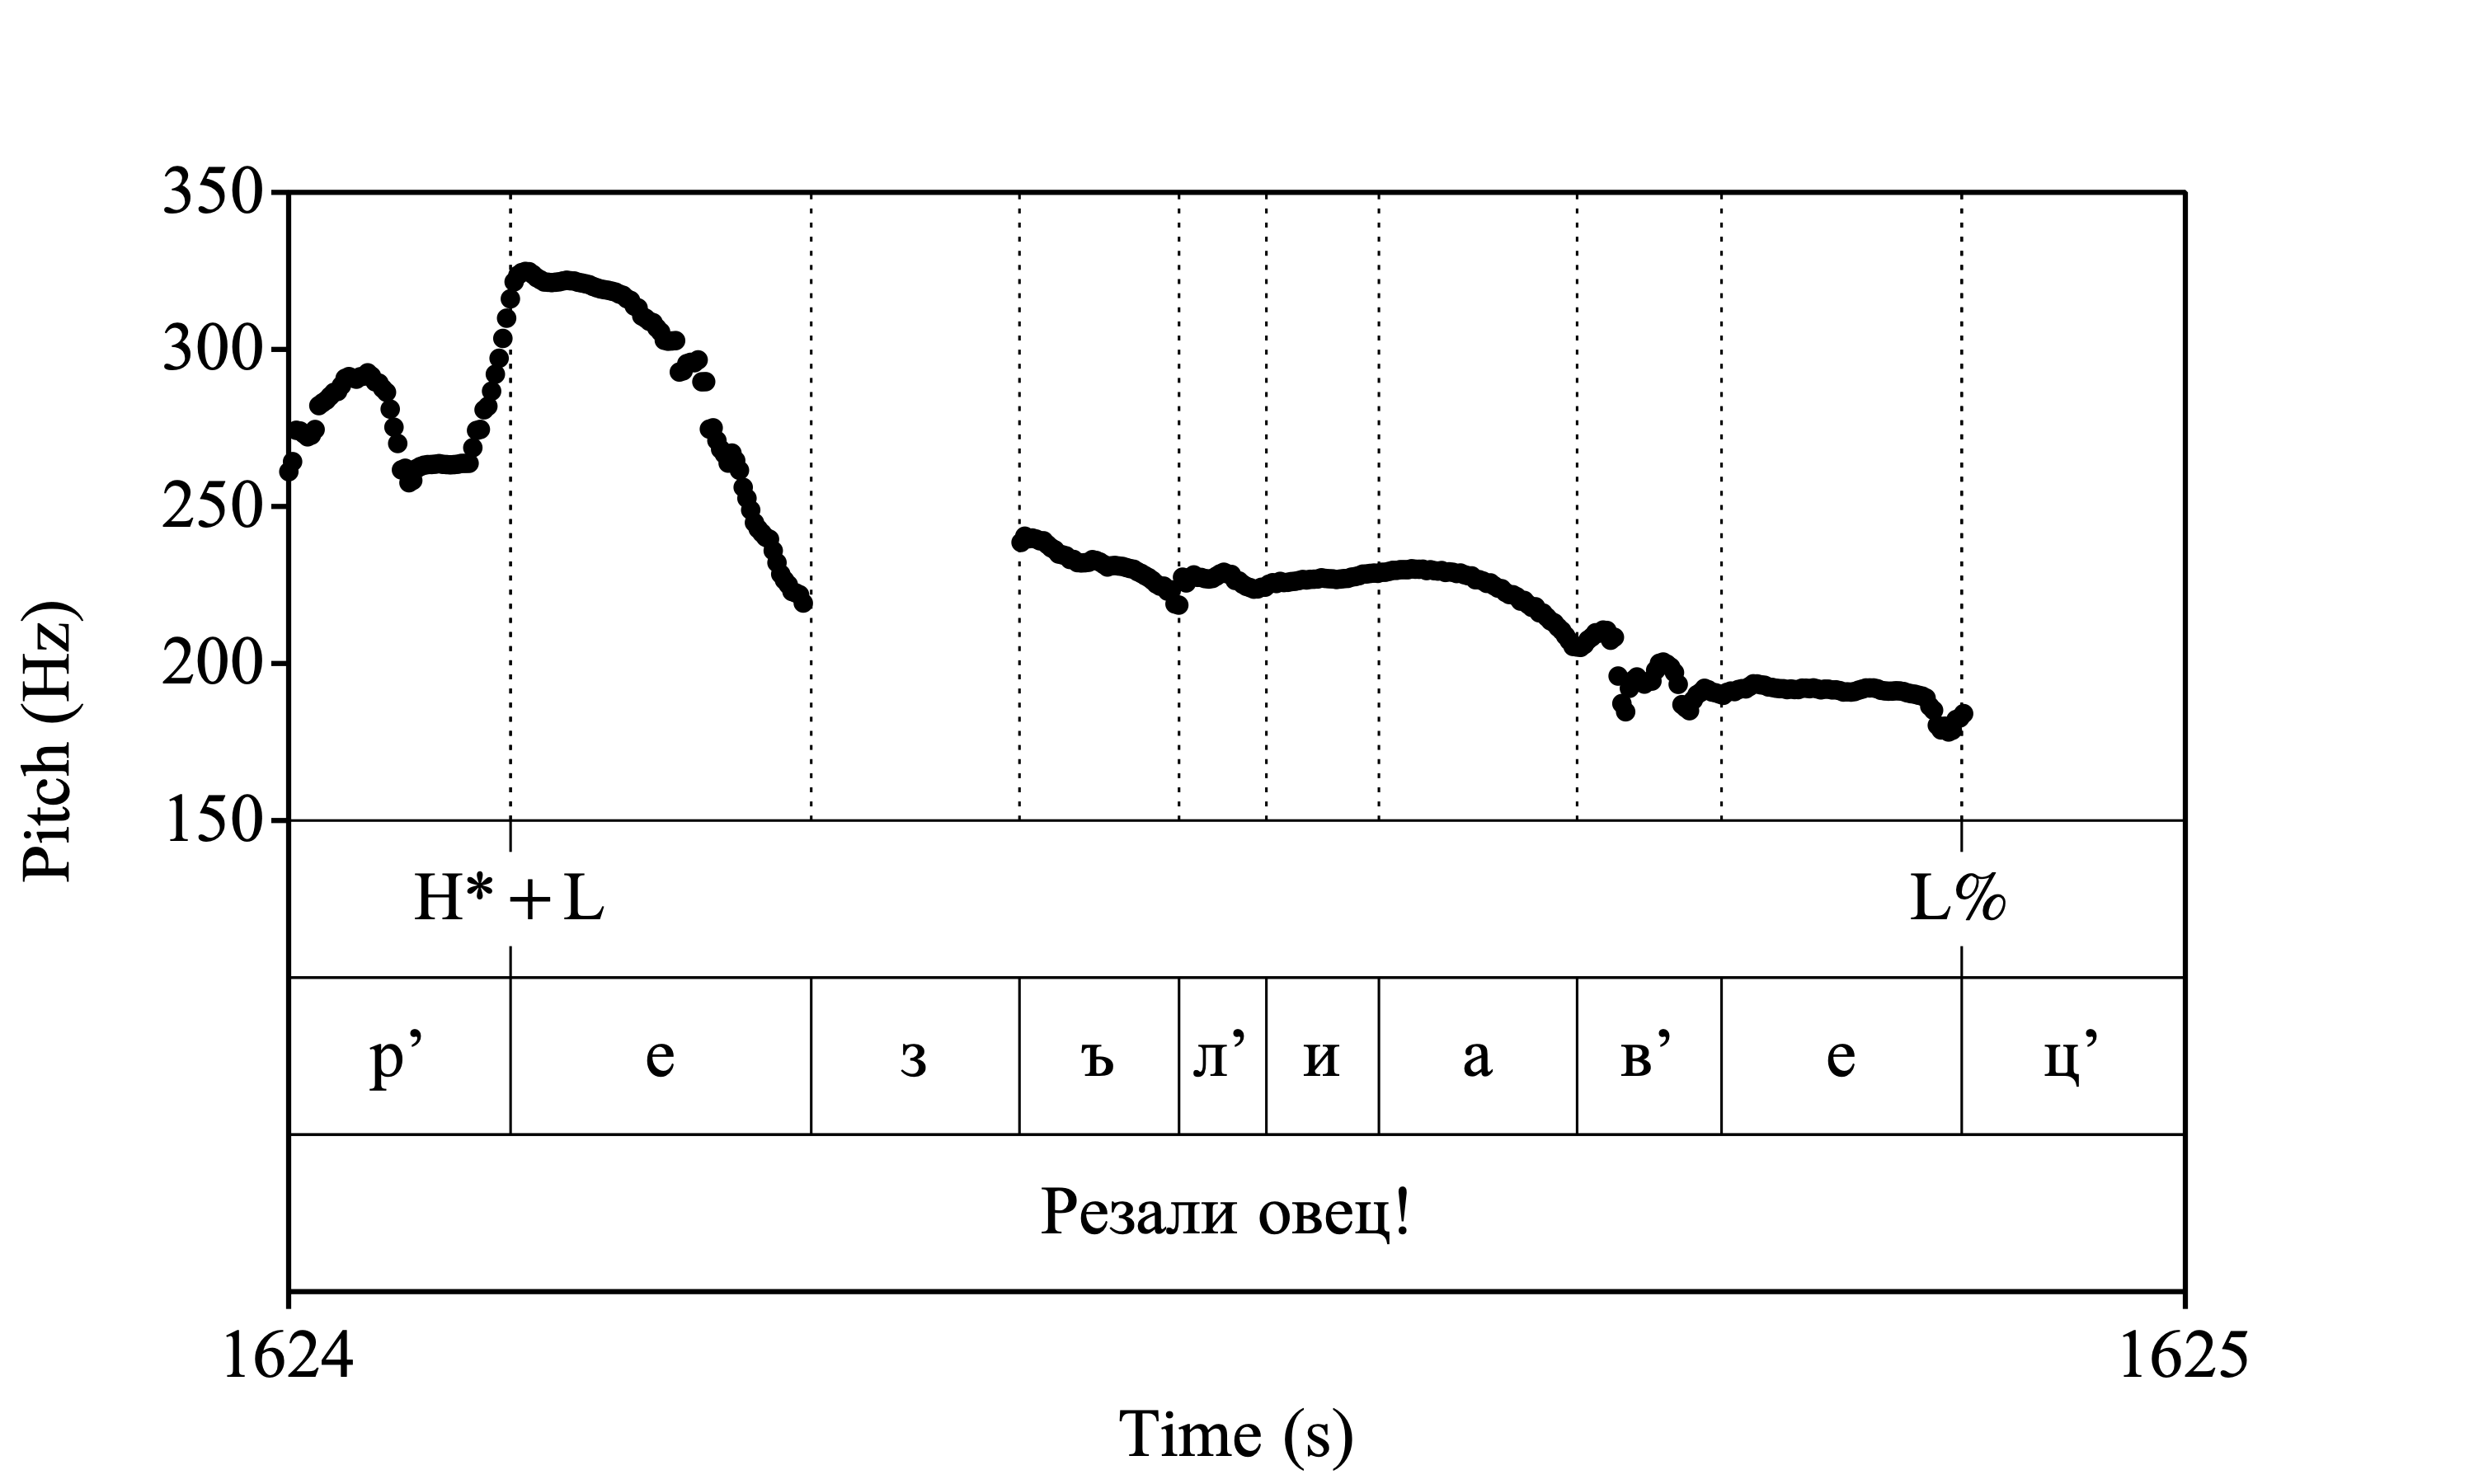 350
300
250
200
150
Pitch (Hz)
H*+L L%
р’ е з ъ л’ и а в’ е ц’
Резали овец!
1624 1625
Time (s)